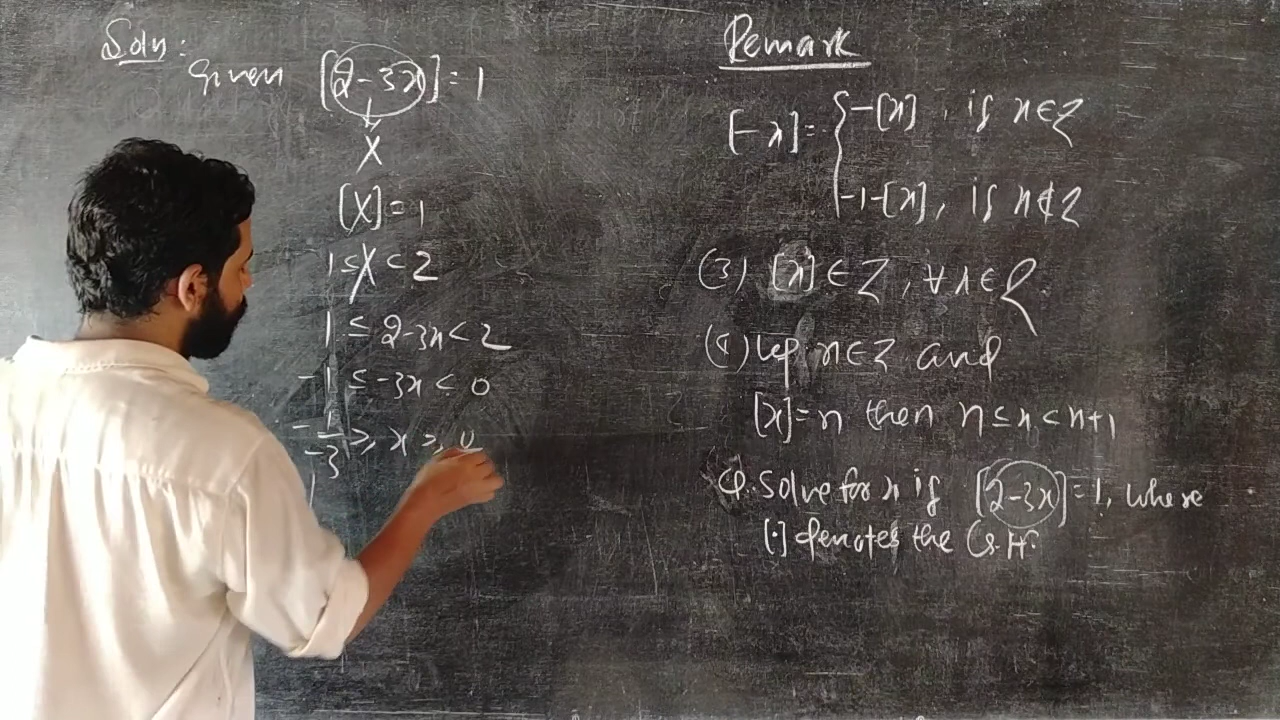 Soln:
Given [2-3x]=1
X
[X]=1
1≤X<2
1≤2-3x<2
-1≤-3x<0
-1/-3 ≥ x ≥ 0
1
Remark
[-x]= { -[x], if x∈Z
-1-[x], if x∉Z
(3) [x]∈Z, ∀x∈R.
(4) Let n∈Z and
[x]=n then n≤x<n+1
Q. Solve for x if [2-3x]=1, where
[·] denotes the G.I.F.